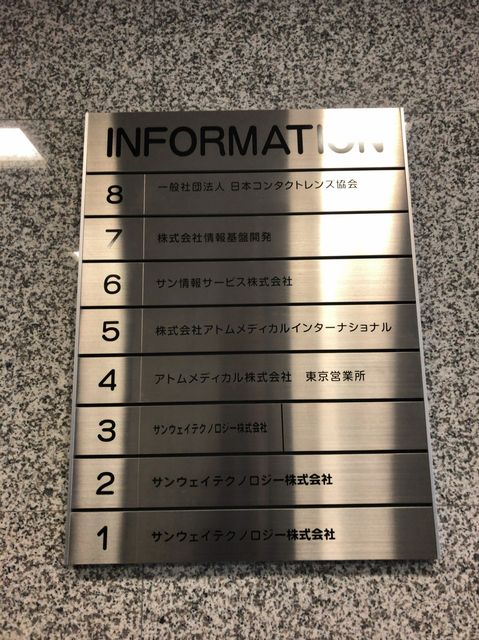 INFORMATION
8 一般社団法人 日本コンタクトレンズ協会
7 株式会社情報基盤開発
6 サン情報サービス株式会社
5 株式会社アトムメディカルインターナショナル
4 アトムメディカル株式会社 東京営業所
3 サンウェイテクノロジー株式会社
2 サンウェイテクノロジー株式会社
1 サンウェイテクノロジー株式会社